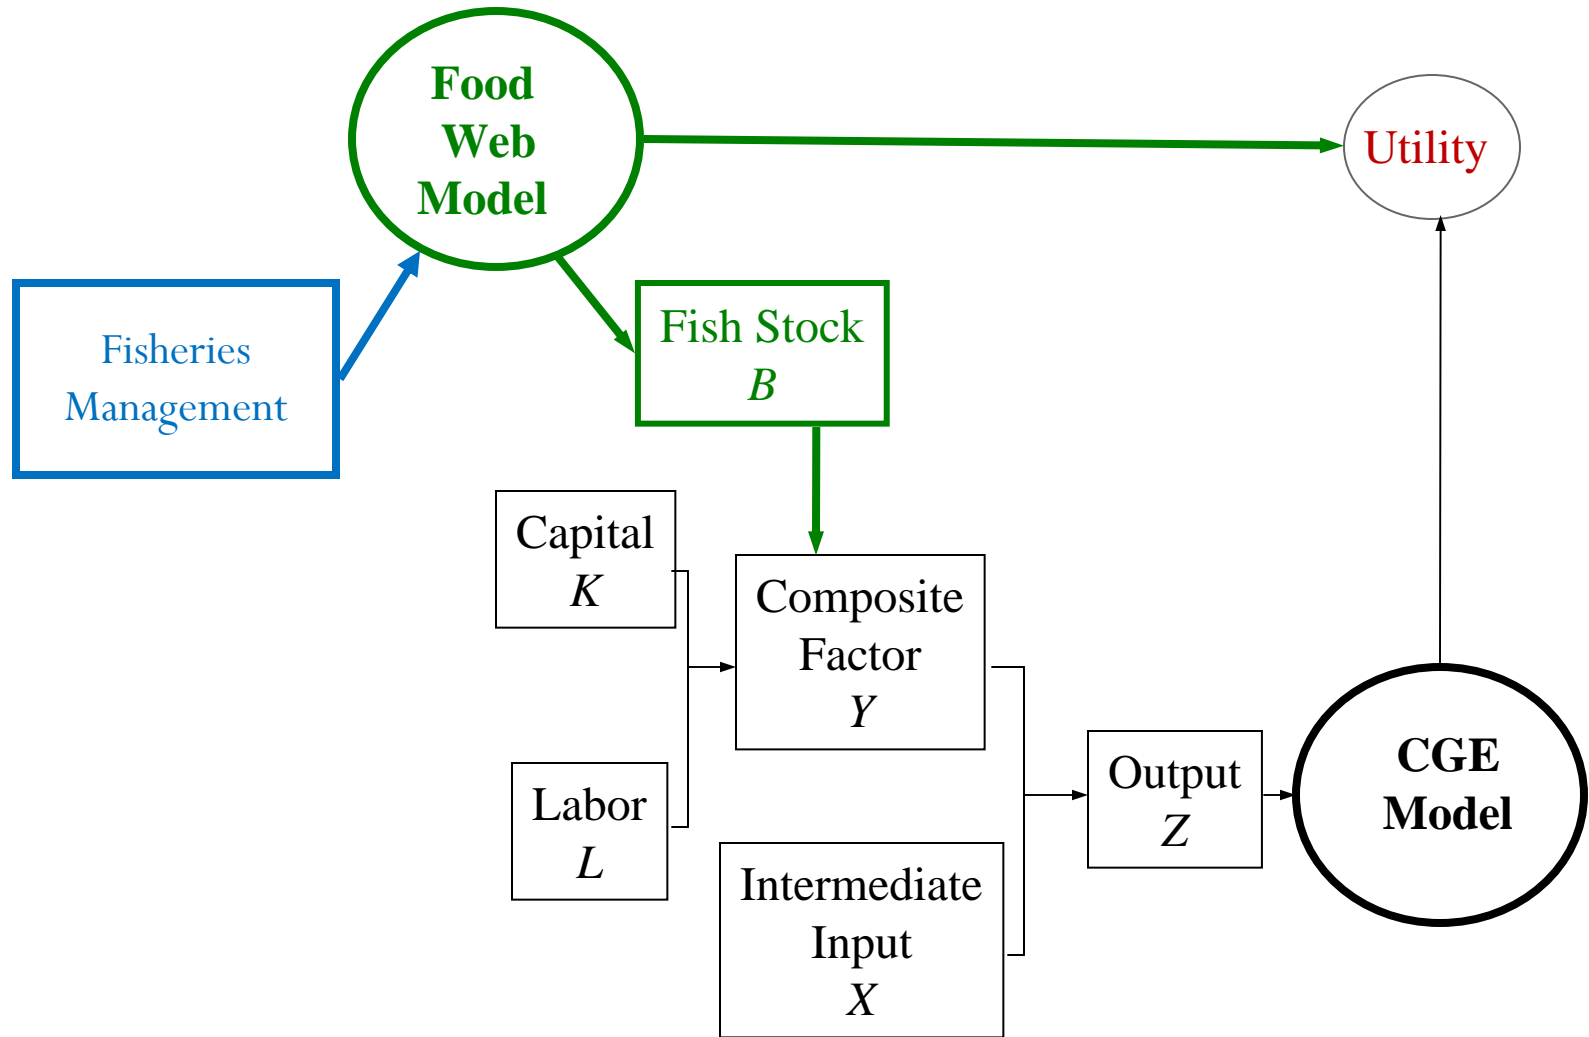 Food
Web
Model
Utility
Fisheries
Management
Fish Stock
B
Capital
K
Composite
Factor
Y
Labor
L
Intermediate
Input
X
Output
Z
CGE
Model